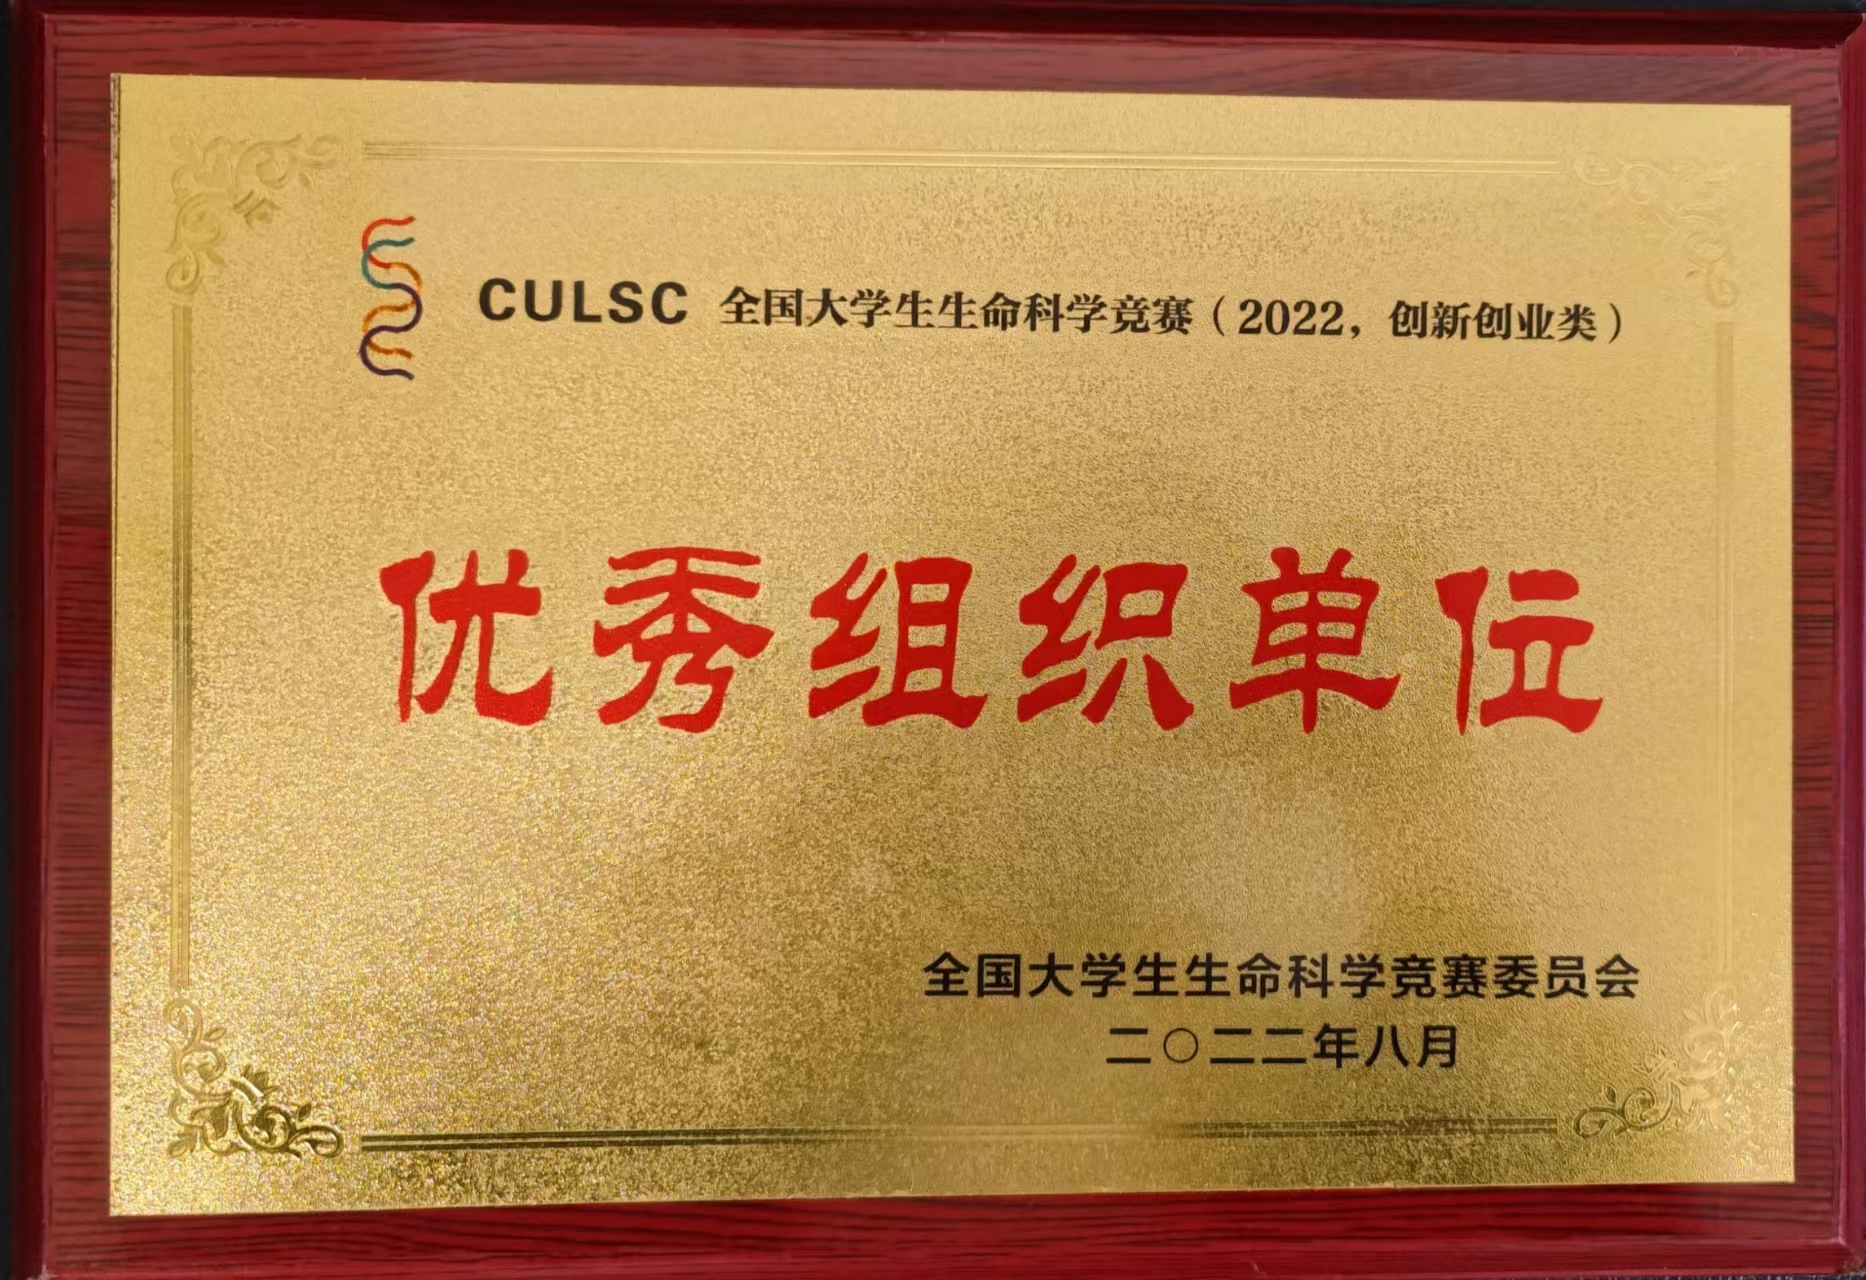 CULSC 全国大学生生命科学竞赛（2022，创新创业类）
优秀组织单位
全国大学生生命科学竞赛委员会
二〇二二年八月